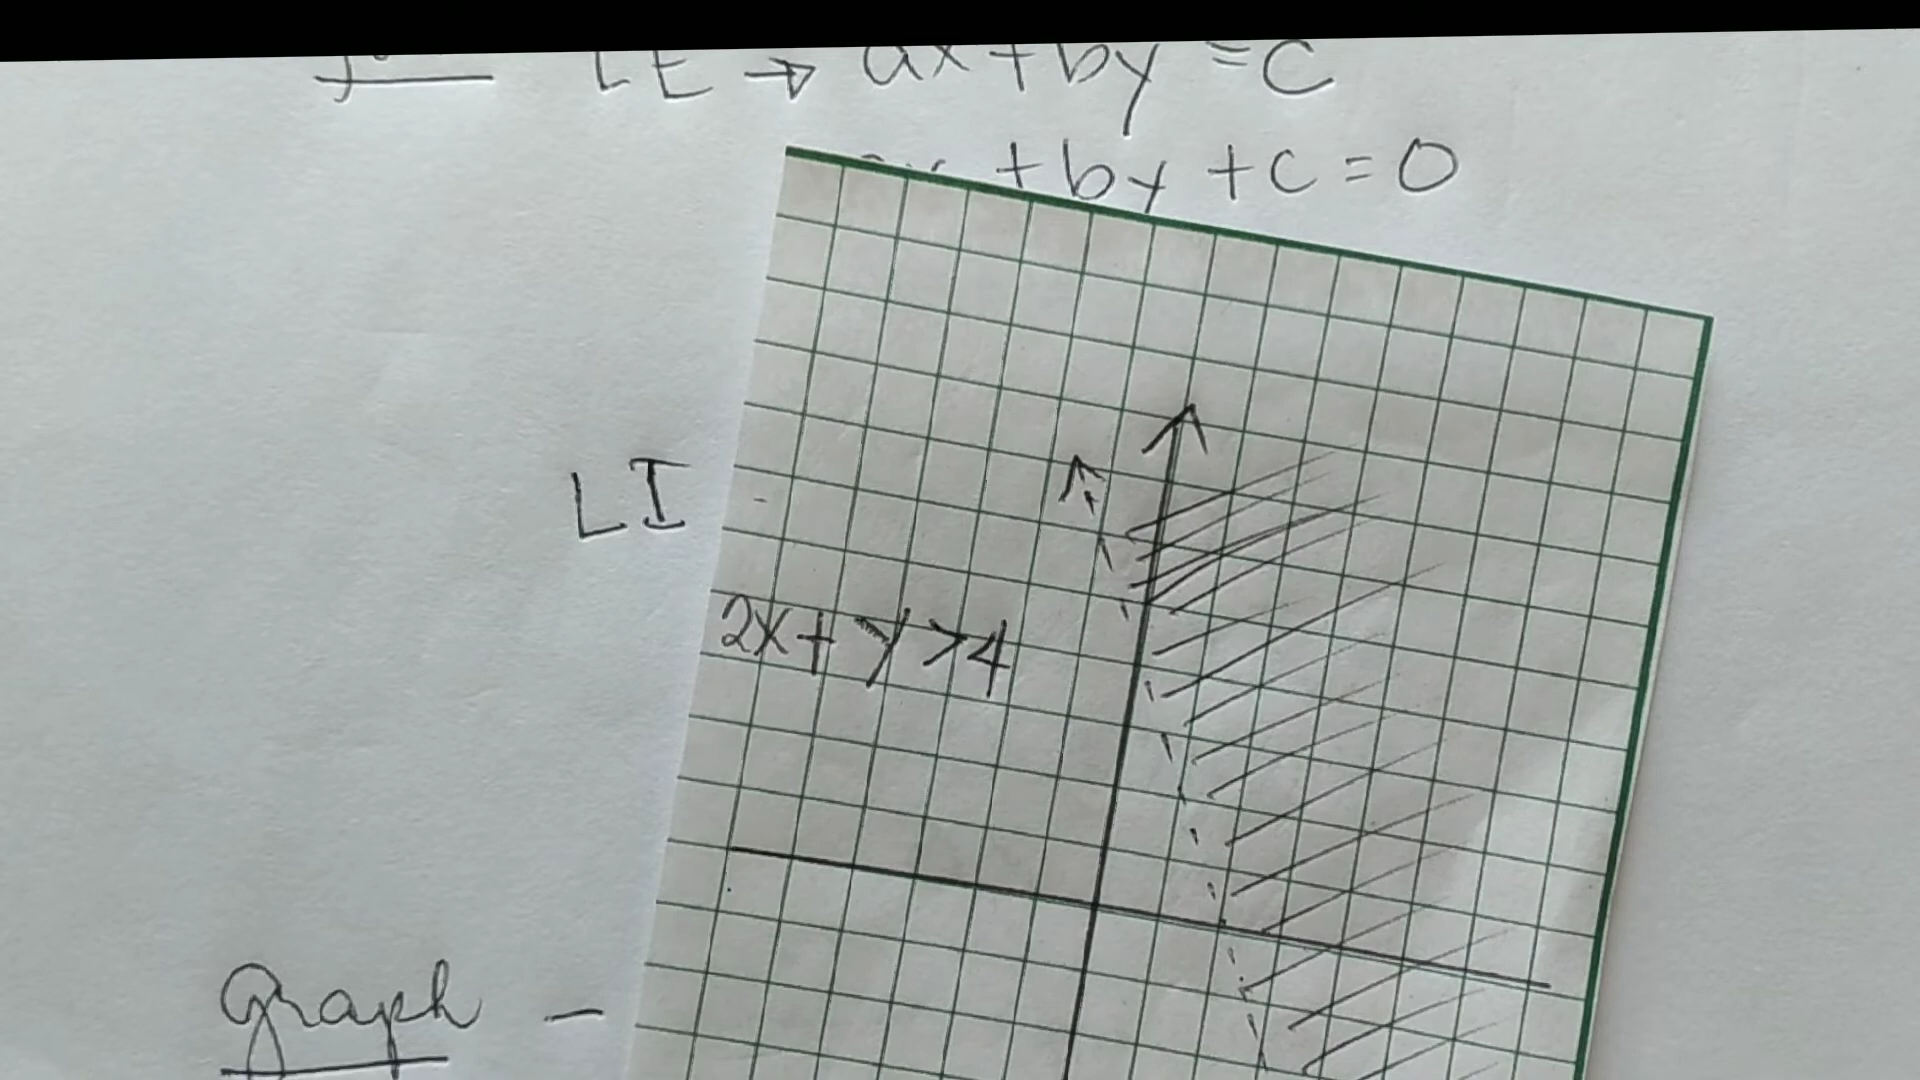 LE → ax + by = c
+ by + c = 0
LI -
2x + y > 4
Graph -